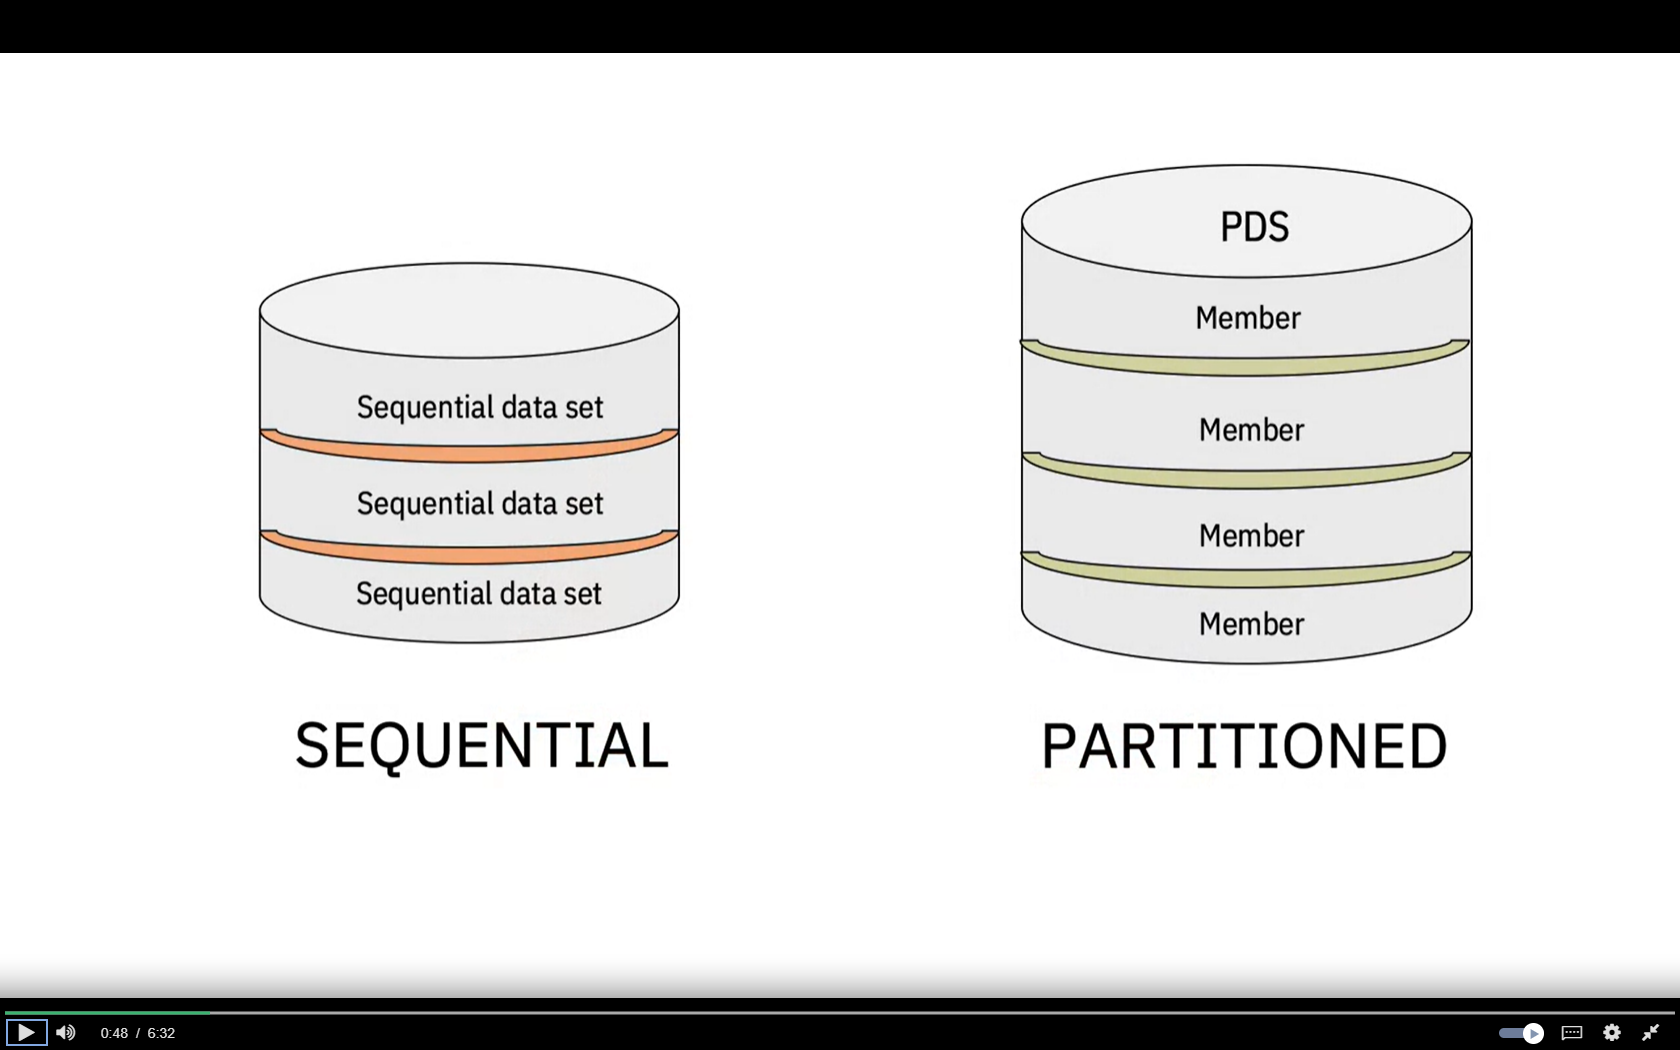 Sequential data set
Sequential data set
Sequential data set
SEQUENTIAL
PDS
Member
Member
Member
Member
PARTITIONED
0:48 / 6:32